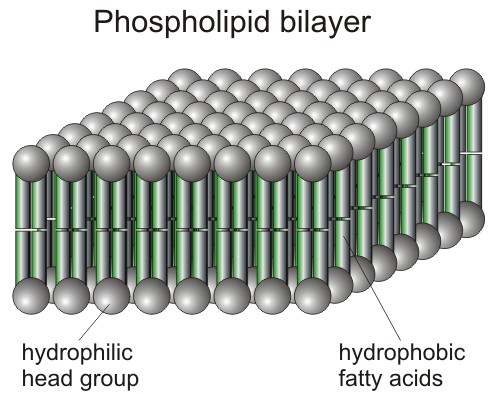 Phospholipid bilayer
hydrophilic
head group
hydrophobic
fatty acids